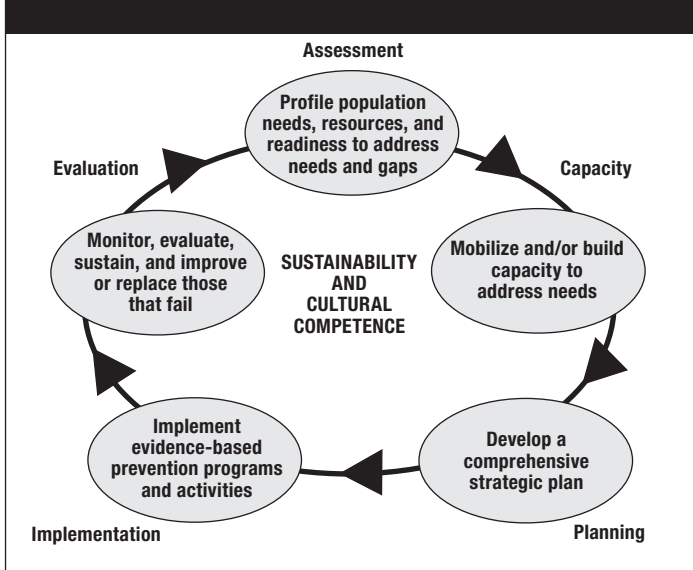 Assessment
Profile population
needs, resources, and
readiness to address
needs and gaps
Evaluation
Capacity
Monitor, evaluate,
sustain, and improve
or replace those
that fail
SUSTAINABILITY
AND
CULTURAL
COMPETENCE
Mobilize and/or build
capacity to
address needs
Implement
evidence-based
prevention programs
and activities
Develop a
comprehensive
strategic plan
Implementation
Planning